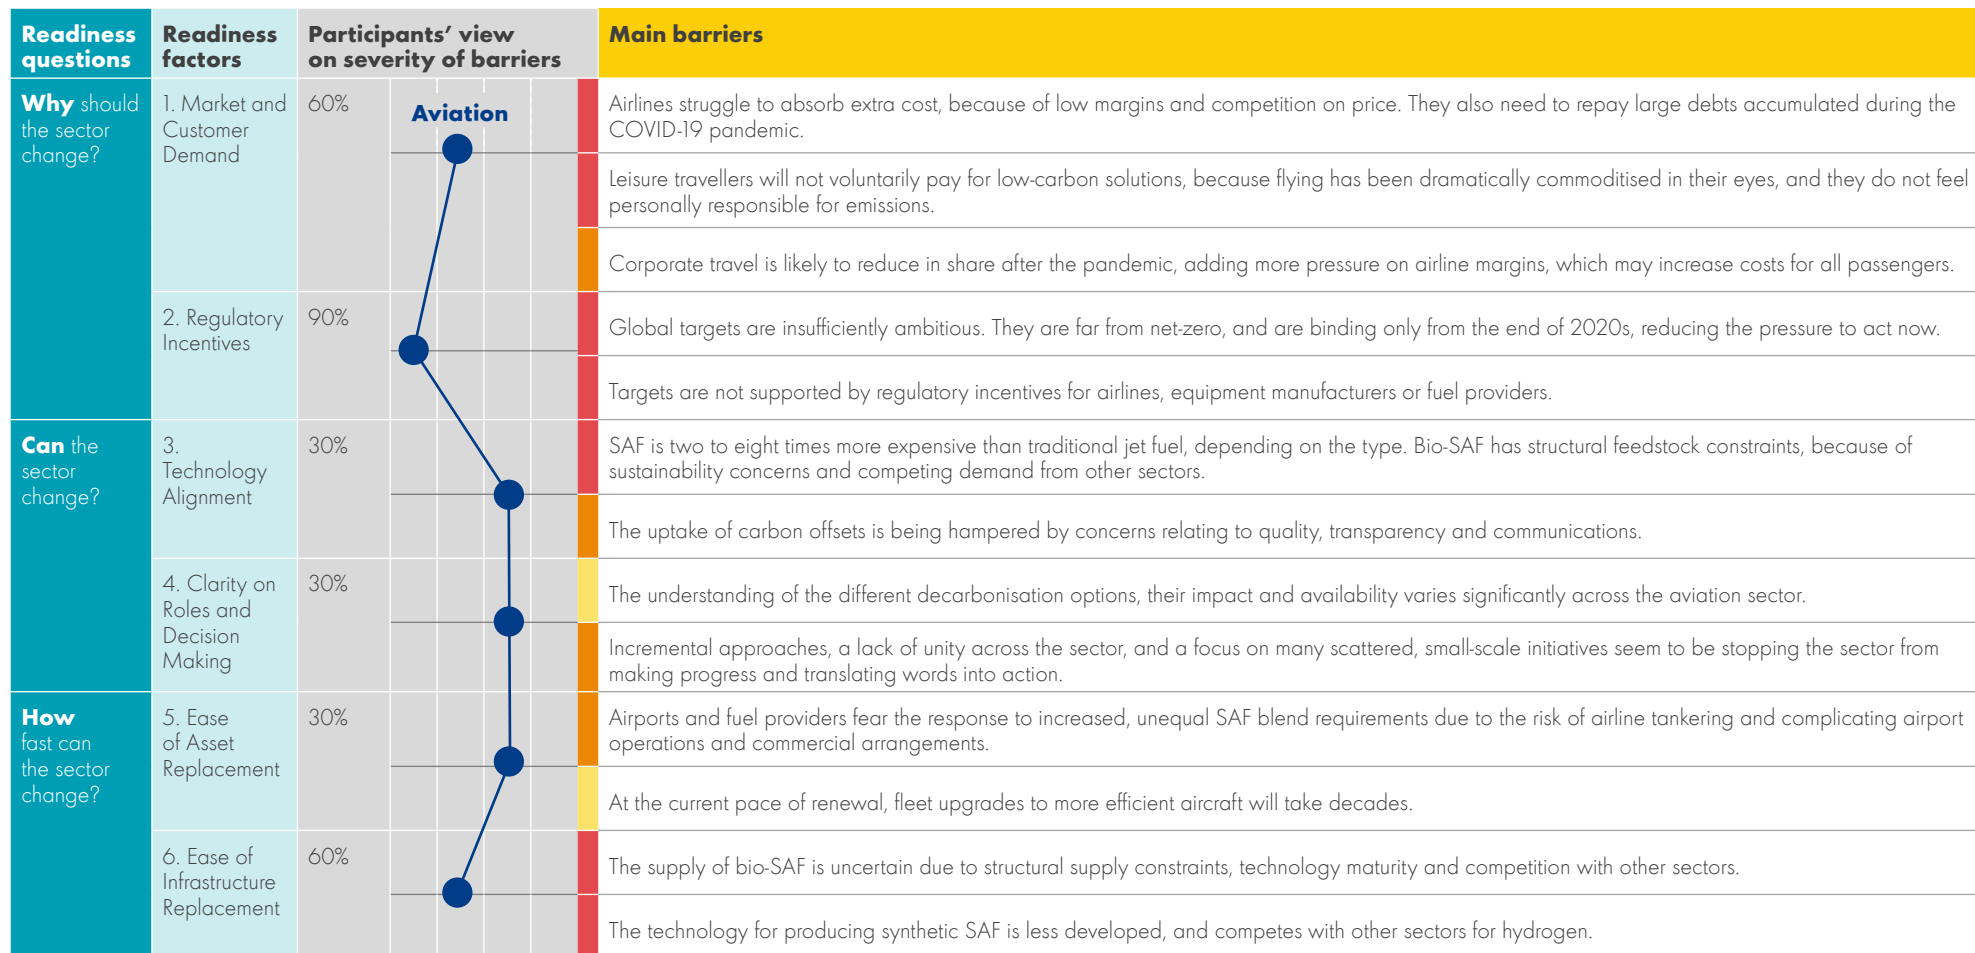 Readiness questions
Readiness factors
Participants’ view on severity of barriers
Main barriers
Why should
the sector
change?
1. Market and
Customer
Demand
60%
Aviation
Airlines struggle to absorb extra cost, because of low margins and competition on price. They also need to repay large debts accumulated during the
COVID-19 pandemic.
Leisure travellers will not voluntarily pay for low-carbon solutions, because flying has been dramatically commoditised in their eyes, and they do not feel
personally responsible for emissions.
Corporate travel is likely to reduce in share after the pandemic, adding more pressure on airline margins, which may increase costs for all passengers.
2. Regulatory
Incentives
90%
Global targets are insufficiently ambitious. They are far from net-zero, and are binding only from the end of 2020s, reducing the pressure to act now.
Targets are not supported by regulatory incentives for airlines, equipment manufacturers or fuel providers.
Can the
sector
change?
3.
Technology
Alignment
30%
SAF is two to eight times more expensive than traditional jet fuel, depending on the type. Bio-SAF has structural feedstock constraints, because of
sustainability concerns and competing demand from other sectors.
The uptake of carbon offsets is being hampered by concerns relating to quality, transparency and communications.
4. Clarity on
Roles and
Decision
Making
30%
The understanding of the different decarbonisation options, their impact and availability varies significantly across the aviation sector.
Incremental approaches, a lack of unity across the sector, and a focus on many scattered, small-scale initiatives seem to be stopping the sector from
making progress and translating words into action.
How
fast can
the sector
change?
5. Ease
of Asset
Replacement
30%
Airports and fuel providers fear the response to increased, unequal SAF blend requirements due to the risk of airline tankering and complicating airport
operations and commercial arrangements.
At the current pace of renewal, fleet upgrades to more efficient aircraft will take decades.
6. Ease of
Infrastructure
Replacement
60%
The supply of bio-SAF is uncertain due to structural supply constraints, technology maturity and competition with other sectors.
The technology for producing synthetic SAF is less developed, and competes with other sectors for hydrogen.